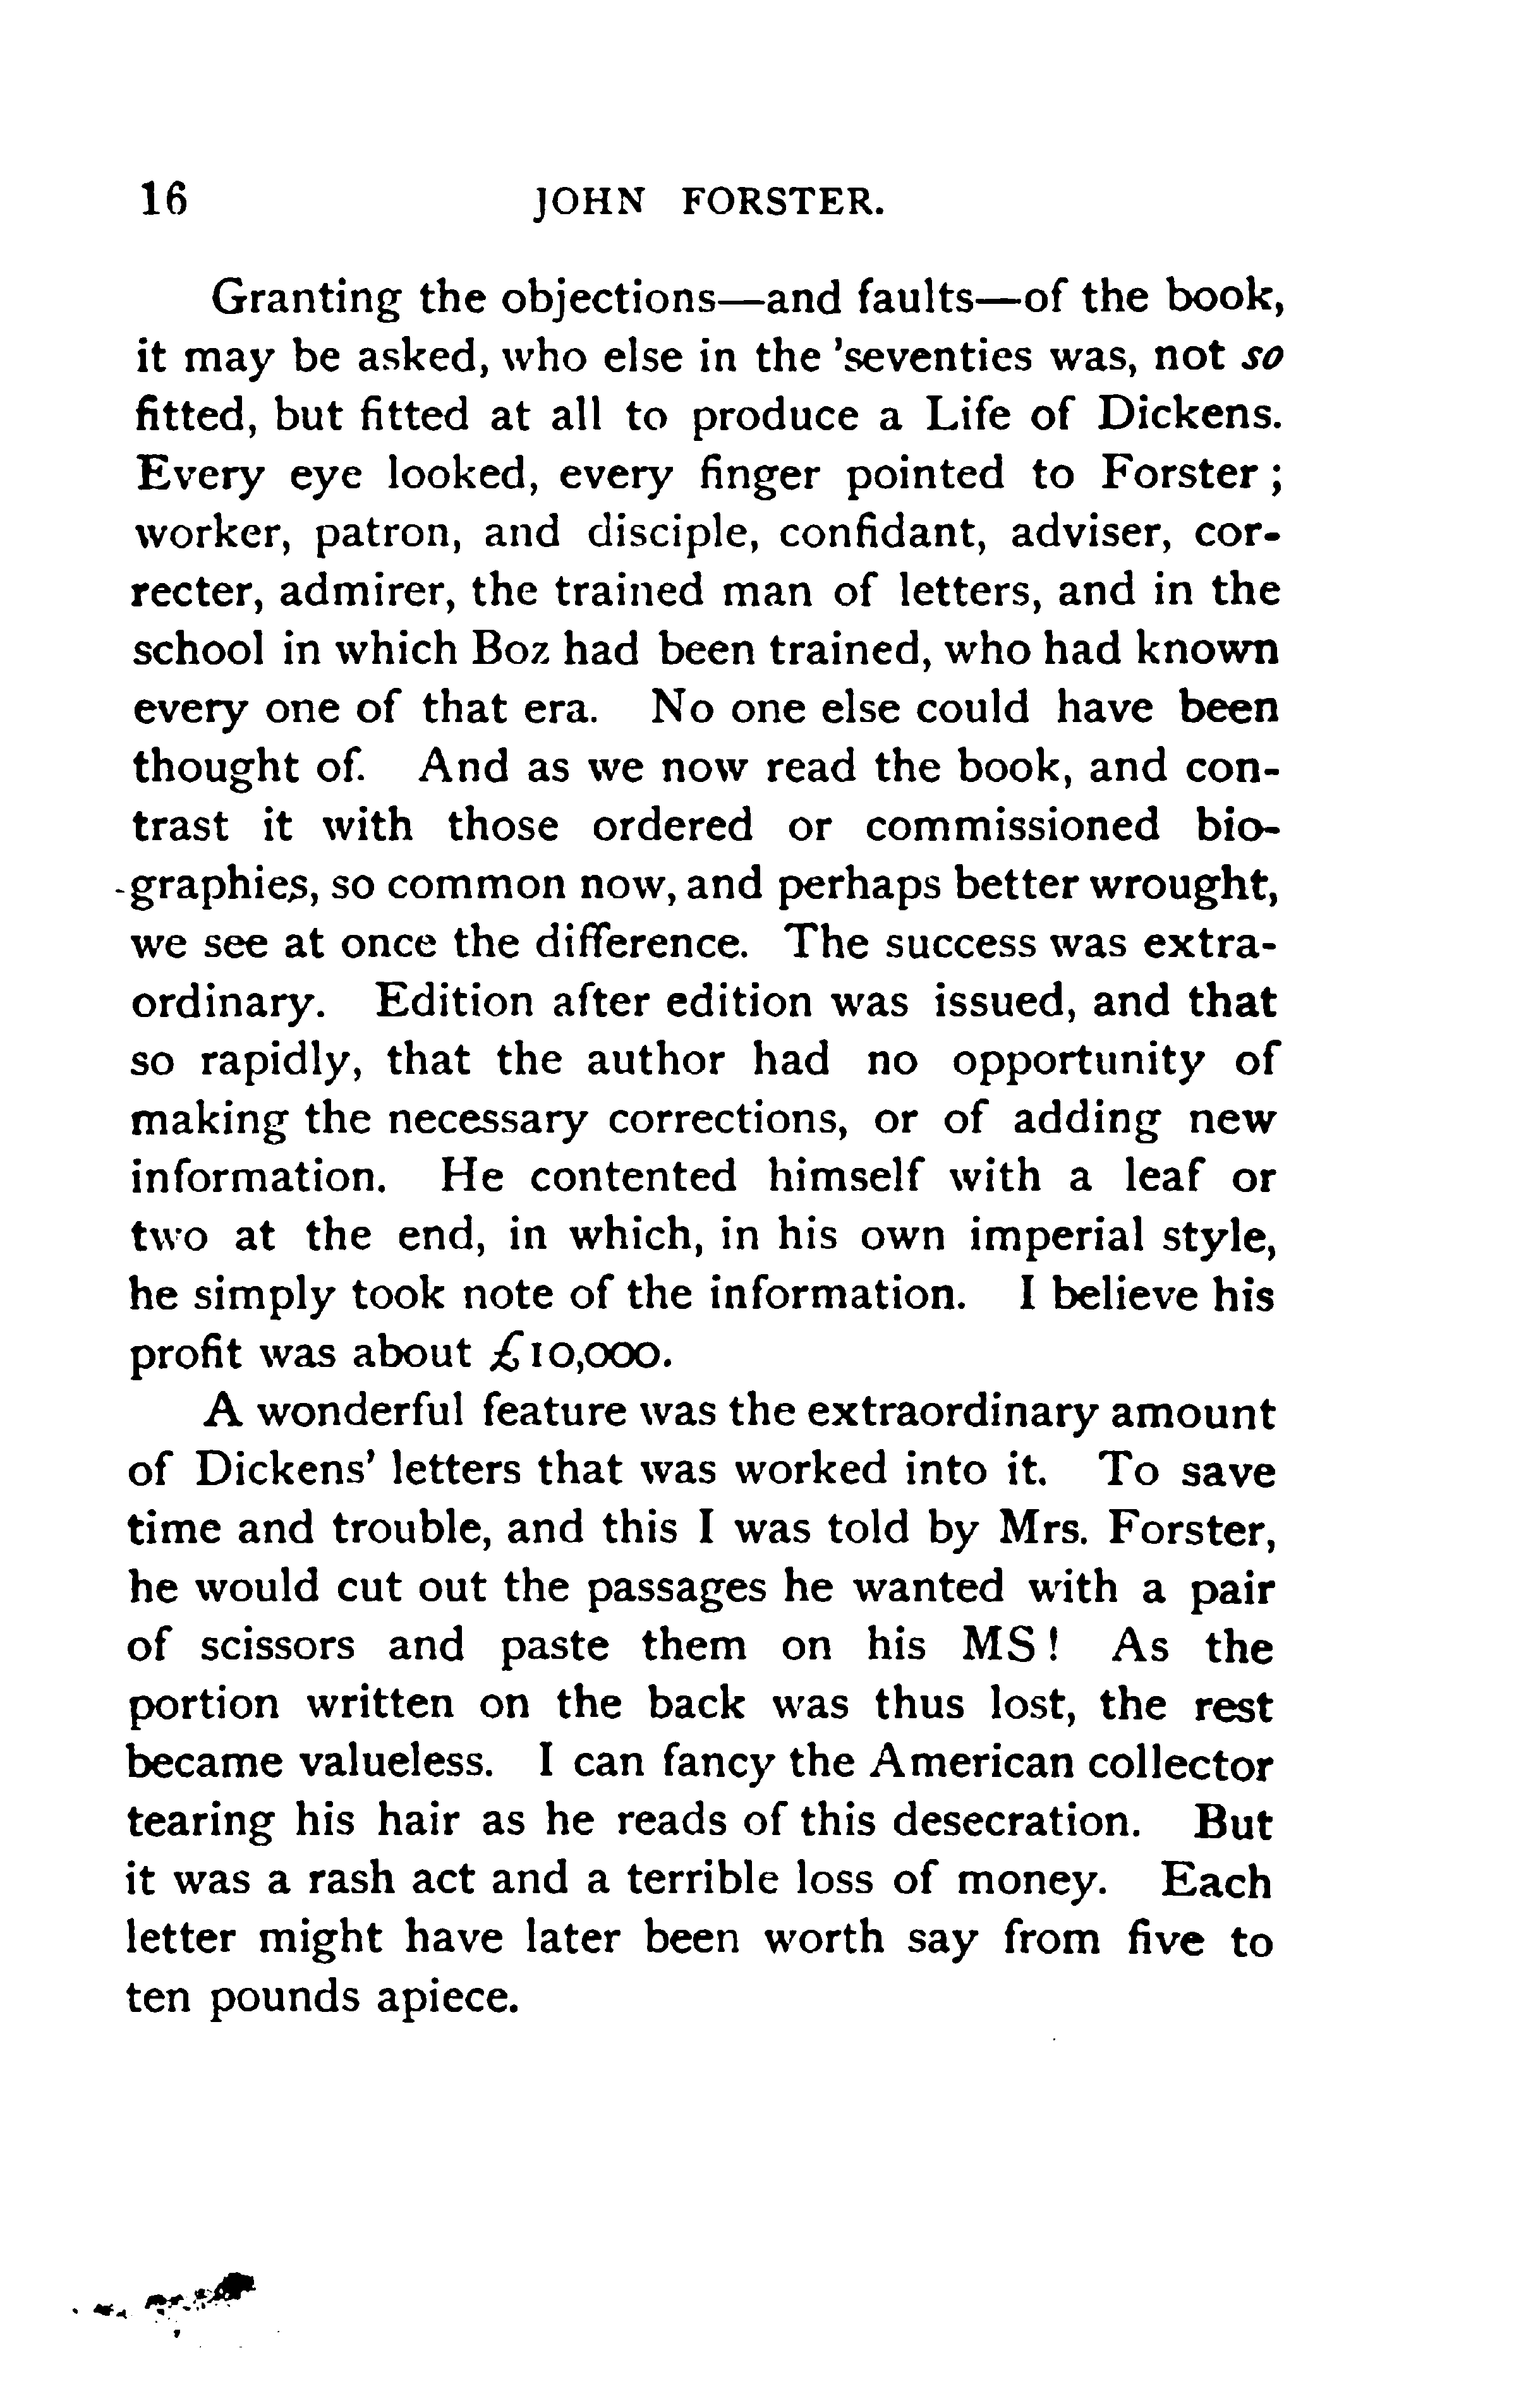 16 JOHN FORSTER.
Granting the objections—and faults—of the book,
it may be asked, who else in the 'seventies was, not so
fitted, but fitted at all to produce a Life of Dickens.
Every eye looked, every finger pointed to Forster;
worker, patron, and disciple, confidant, adviser, cor-
recter, admirer, the trained man of letters, and in the
school in which Boz had been trained, who had known
every one of that era. No one else could have been
thought of. And as we now read the book, and con-
trast it with those ordered or commissioned bio-
graphies, so common now, and perhaps better wrought,
we see at once the difference. The success was extra-
ordinary. Edition after edition was issued, and that
so rapidly, that the author had no opportunity of
making the necessary corrections, or of adding new
information. He contented himself with a leaf or
two at the end, in which, in his own imperial style,
he simply took note of the information. I believe his
profit was about £10,000.
A wonderful feature was the extraordinary amount
of Dickens' letters that was worked into it. To save
time and trouble, and this I was told by Mrs. Forster,
he would cut out the passages he wanted with a pair
of scissors and paste them on his MS! As the
portion written on the back was thus lost, the rest
became valueless. I can fancy the American collector
tearing his hair as he reads of this desecration. But
it was a rash act and a terrible loss of money. Each
letter might have later been worth say from five to
ten pounds apiece.